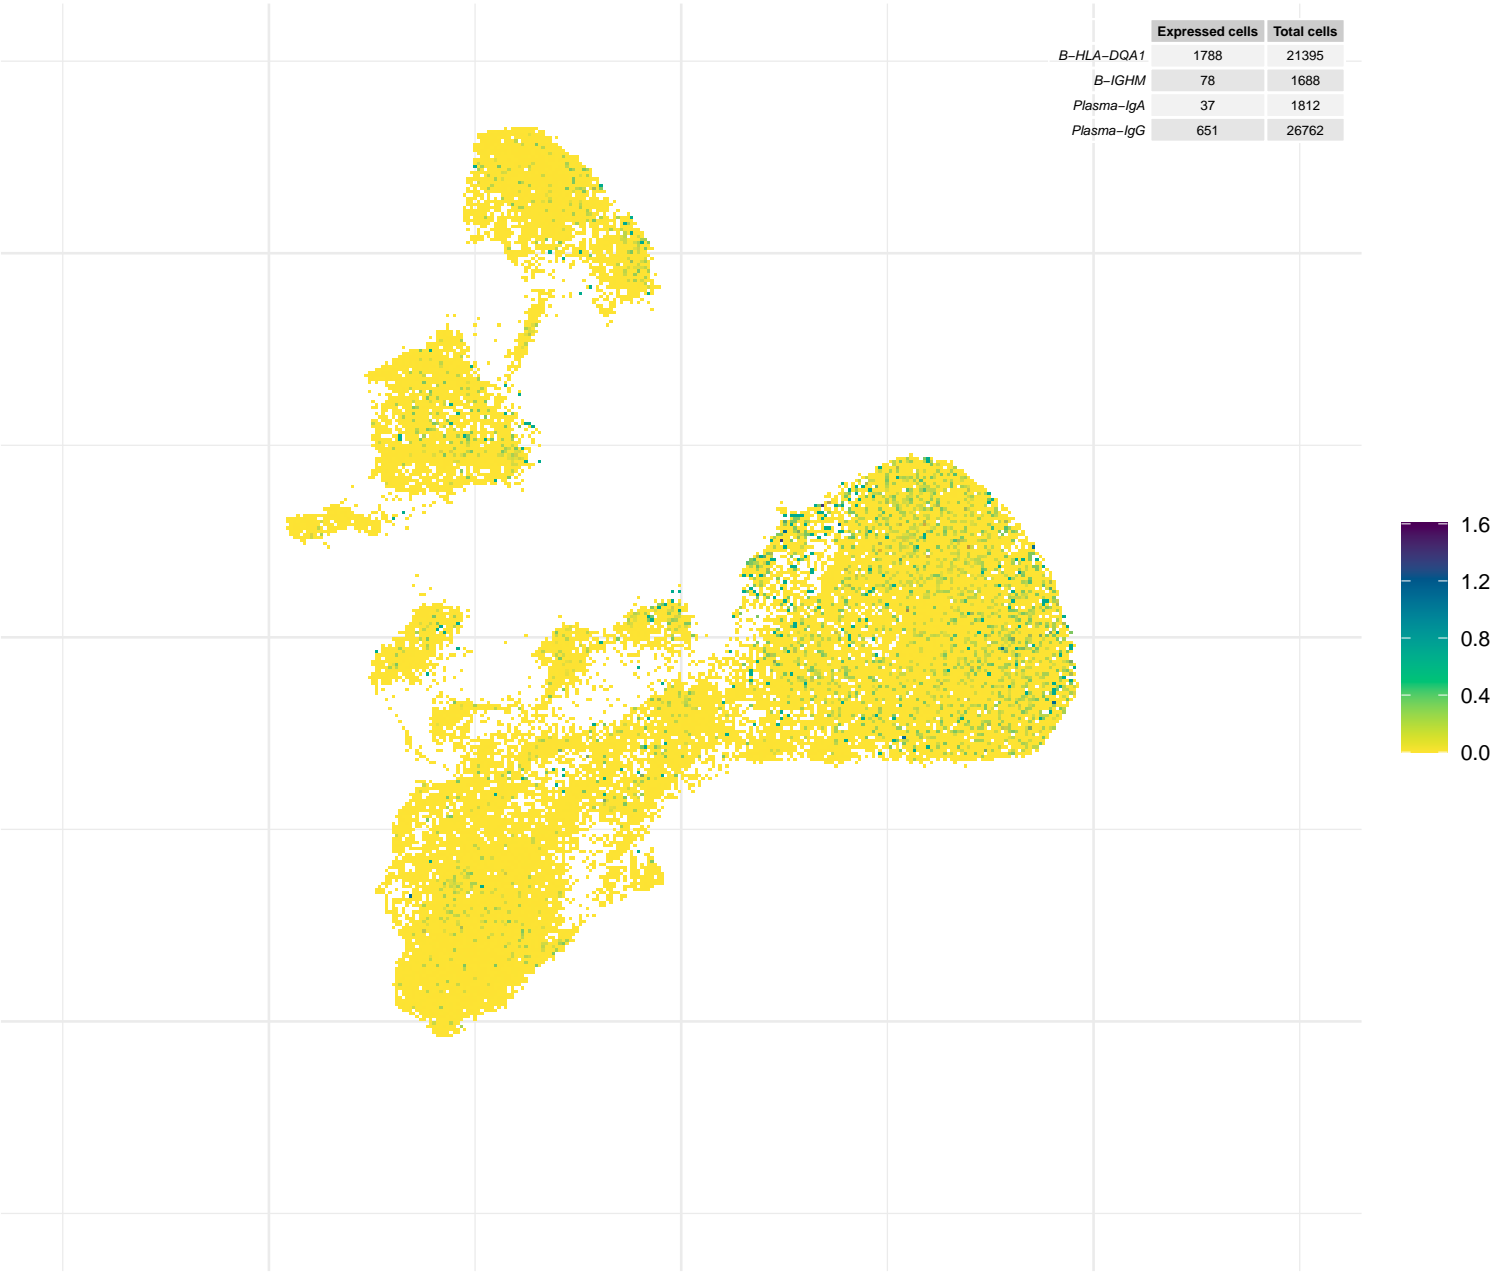 Expressed cells Total cells
B−HLA−DQA1 1788 21395
B−IGHM 78 1688
Plasma−IgA 37 1812
Plasma−IgG 651 26762
1.6
1.2
0.8
0.4
0.0